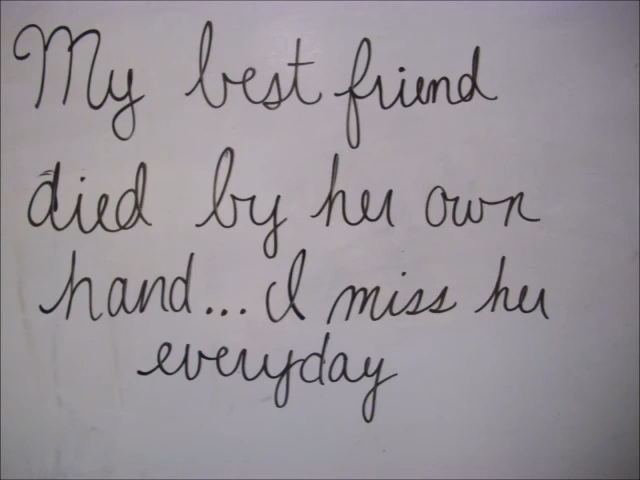 My best friend
died by her own
hand... I miss her
everyday